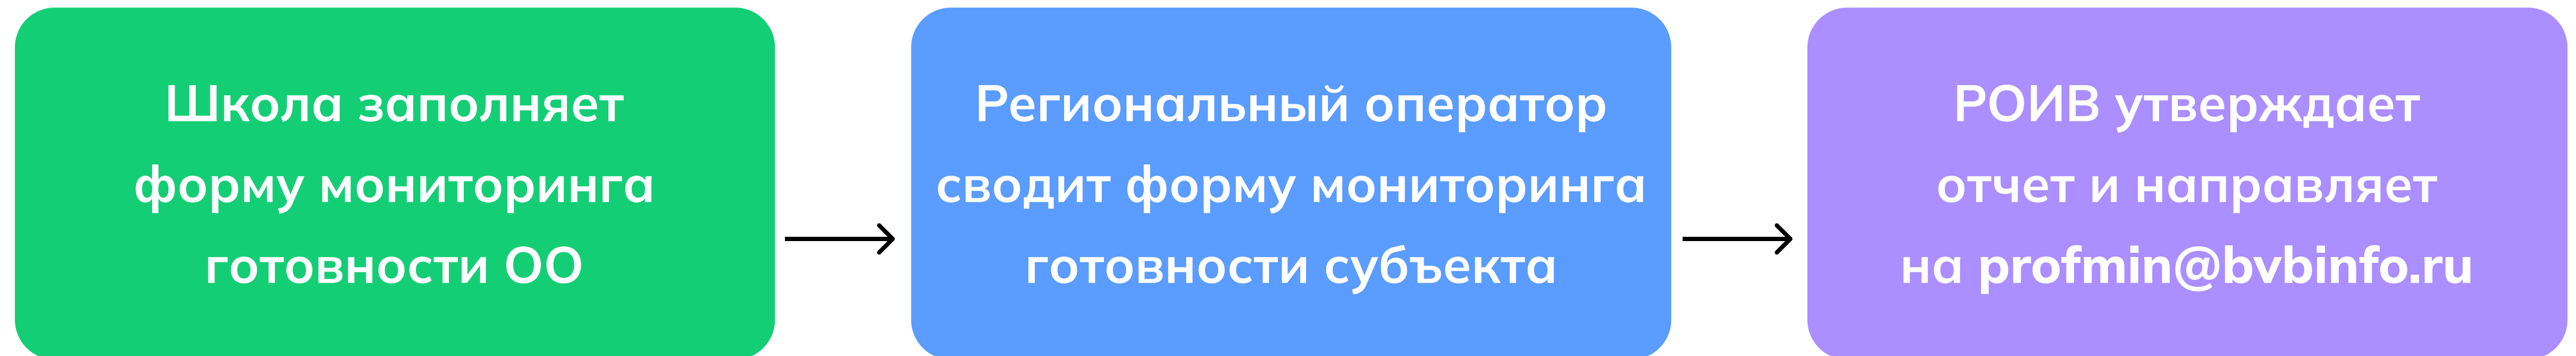 Школа заполняет
форму мониторинга
готовности ОО
Региональный оператор
сводит форму мониторинга
готовности субъекта
РОИВ утверждает
отчет и направляет
на profmin@bvbinfo.ru